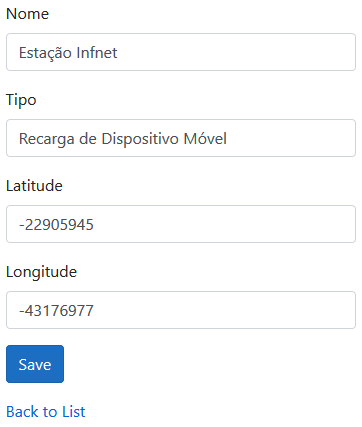 Nome
Estação Infnet
Tipo
Recarga de Dispositivo Móvel
Latitude
-22905945
Longitude
-43176977
Save
Back to List